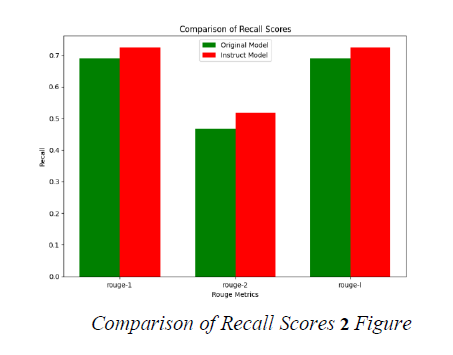 Comparison of Recall Scores
Original Model
Instruct Model
0.7
0.6
0.5
0.4
0.3
0.2
0.1
0.0
Recall
rouge-1
rouge-2
rouge-l
Rouge Metrics
Comparison of Recall Scores 2 Figure